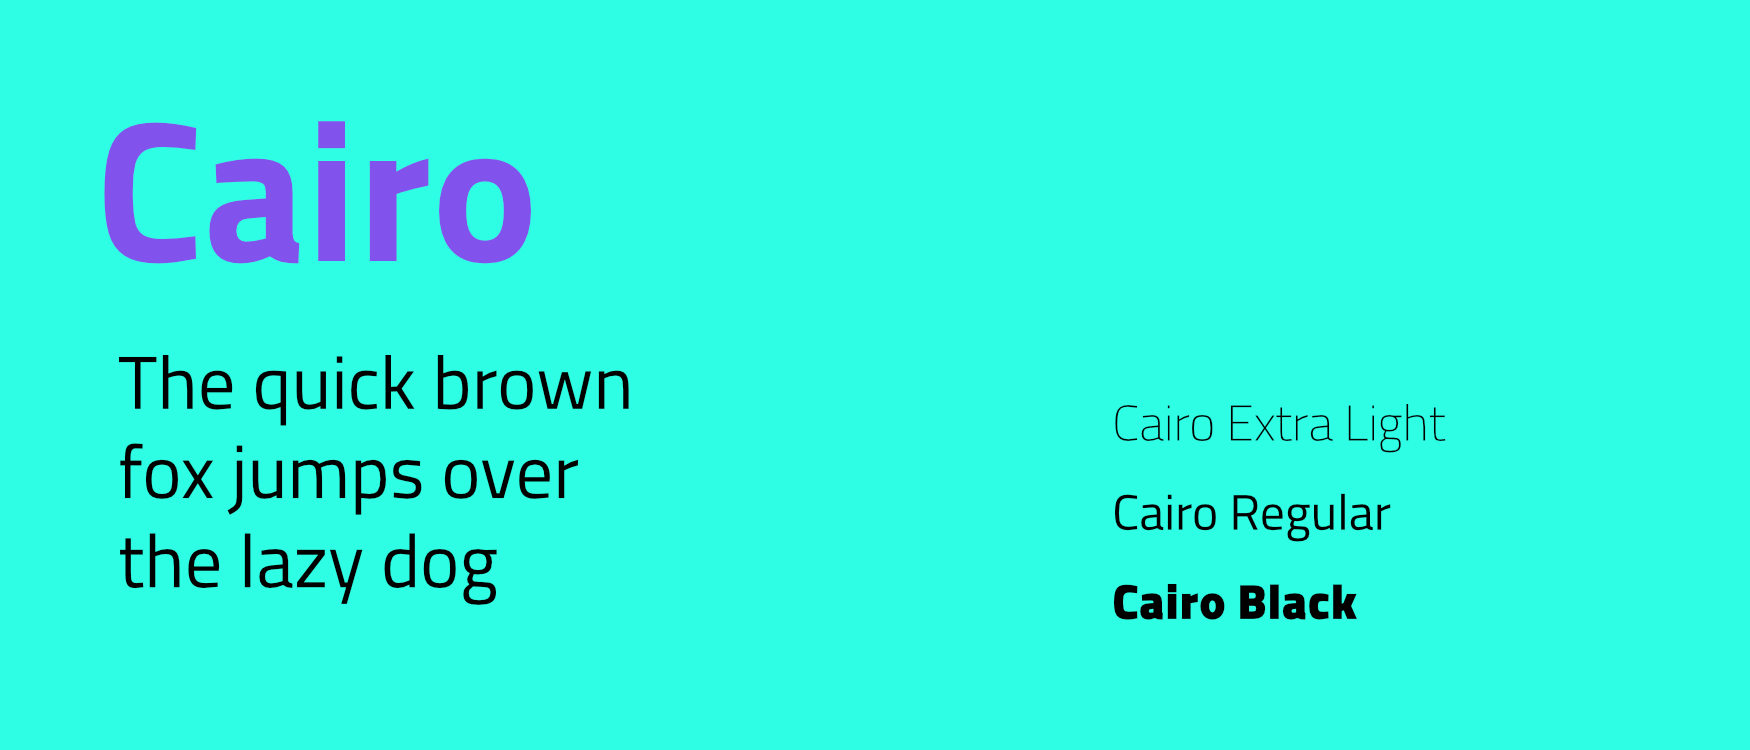 Cairo
The quick brown
fox jumps over
the lazy dog
Cairo Extra Light
Cairo Regular
Cairo Black